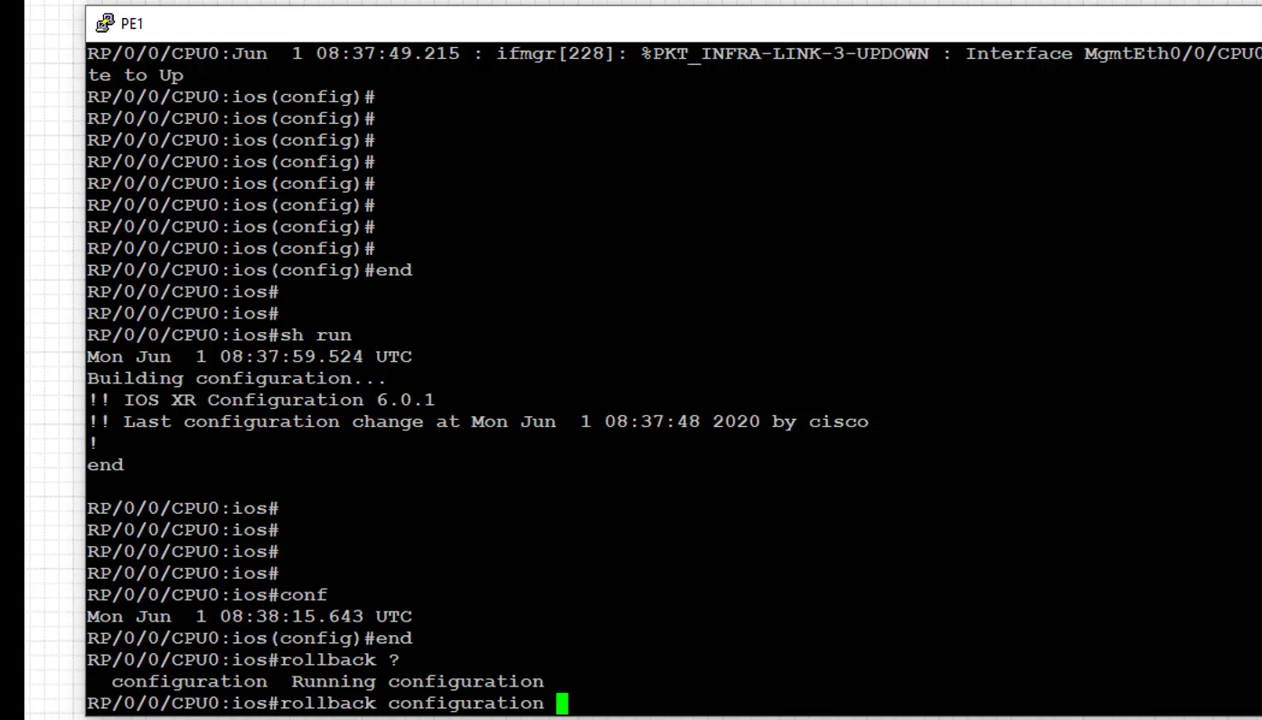 PE1
RP/0/0/CPU0:Jun  1 08:37:49.215 : ifmgr[228]: %PKT_INFRA-LINK-3-UPDOWN : Interface MgmtEth0/0/CPU0
te to Up
RP/0/0/CPU0:ios(config)#
RP/0/0/CPU0:ios(config)#
RP/0/0/CPU0:ios(config)#
RP/0/0/CPU0:ios(config)#
RP/0/0/CPU0:ios(config)#
RP/0/0/CPU0:ios(config)#
RP/0/0/CPU0:ios(config)#
RP/0/0/CPU0:ios(config)#
RP/0/0/CPU0:ios(config)#end
RP/0/0/CPU0:ios#
RP/0/0/CPU0:ios#
RP/0/0/CPU0:ios#sh run
Mon Jun  1 08:37:59.524 UTC
Building configuration...
!! IOS XR Configuration 6.0.1
!! Last configuration change at Mon Jun  1 08:37:48 2020 by cisco
!
end
RP/0/0/CPU0:ios#
RP/0/0/CPU0:ios#
RP/0/0/CPU0:ios#
RP/0/0/CPU0:ios#
RP/0/0/CPU0:ios#conf
Mon Jun  1 08:38:15.643 UTC
RP/0/0/CPU0:ios(config)#end
RP/0/0/CPU0:ios#rollback ?
  configuration  Running configuration
RP/0/0/CPU0:ios#rollback configuration